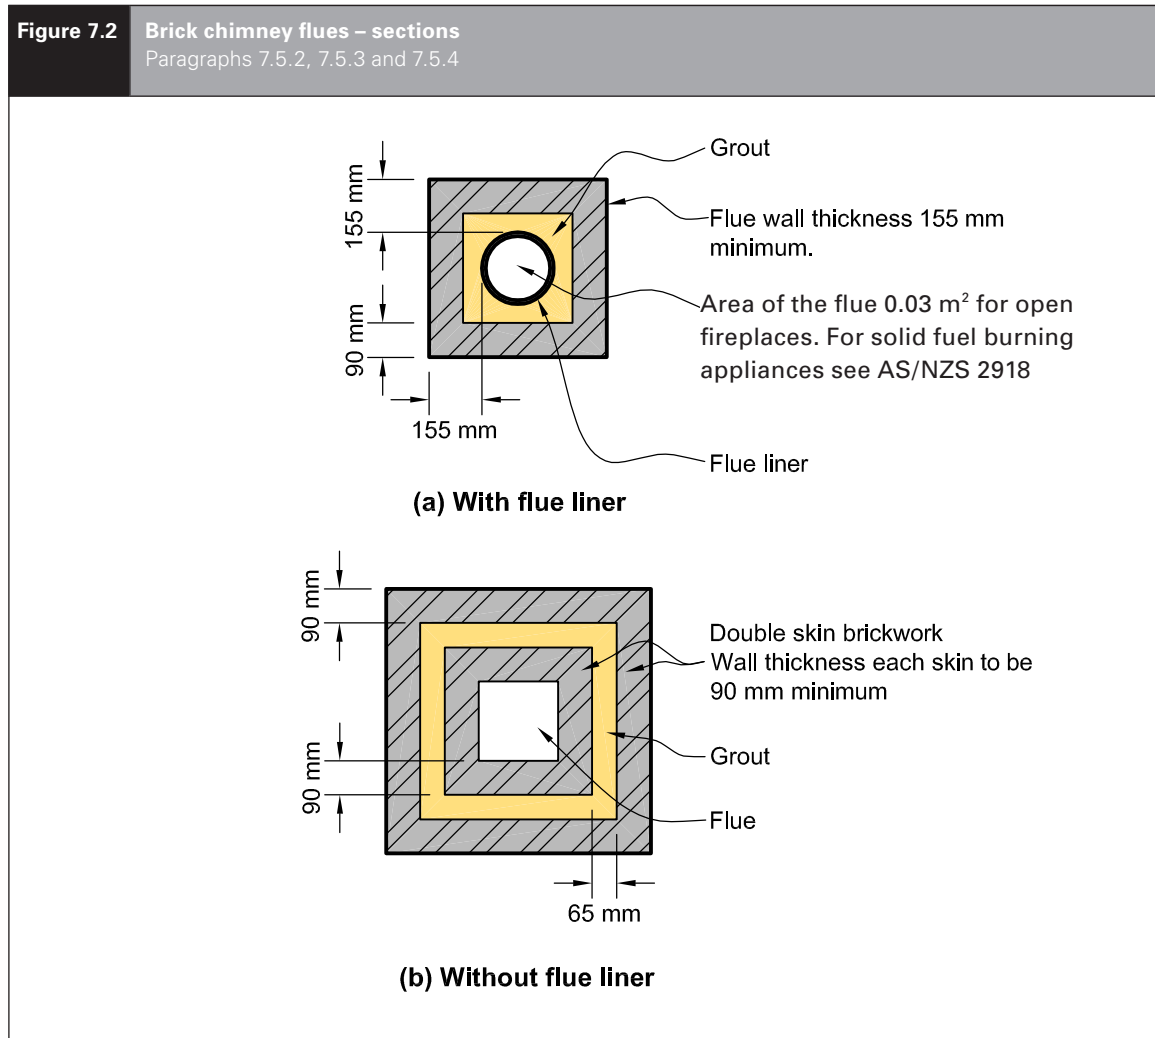 Figure 7.2
Brick chimney flues – sections
Paragraphs 7.5.2, 7.5.3 and 7.5.4
Grout
155 mm
Flue wall thickness 155 mm
minimum.
Area of the flue 0.03 m² for open
fireplaces. For solid fuel burning
appliances see AS/NZS 2918
90 mm
155 mm
Flue liner
(a) With flue liner
90 mm
Double skin brickwork
Wall thickness each skin to be
90 mm minimum
Grout
90 mm
Flue
65 mm
(b) Without flue liner